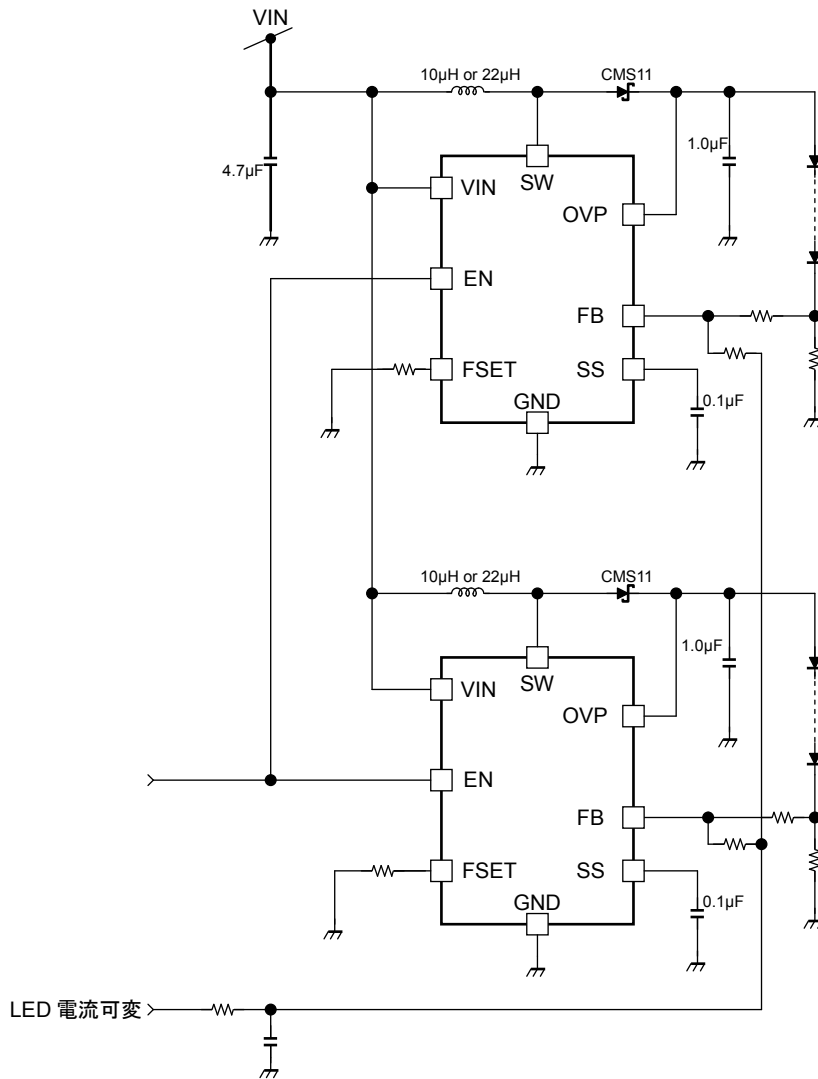 VIN
10µH or 22µH
CMS11
4.7µF
1.0µF
VIN
SW
OVP
EN
FB
FSET
SS
GND
0.1µF
10µH or 22µH
CMS11
1.0µF
VIN
SW
OVP
EN
FB
FSET
SS
GND
0.1µF
LED 電流可変